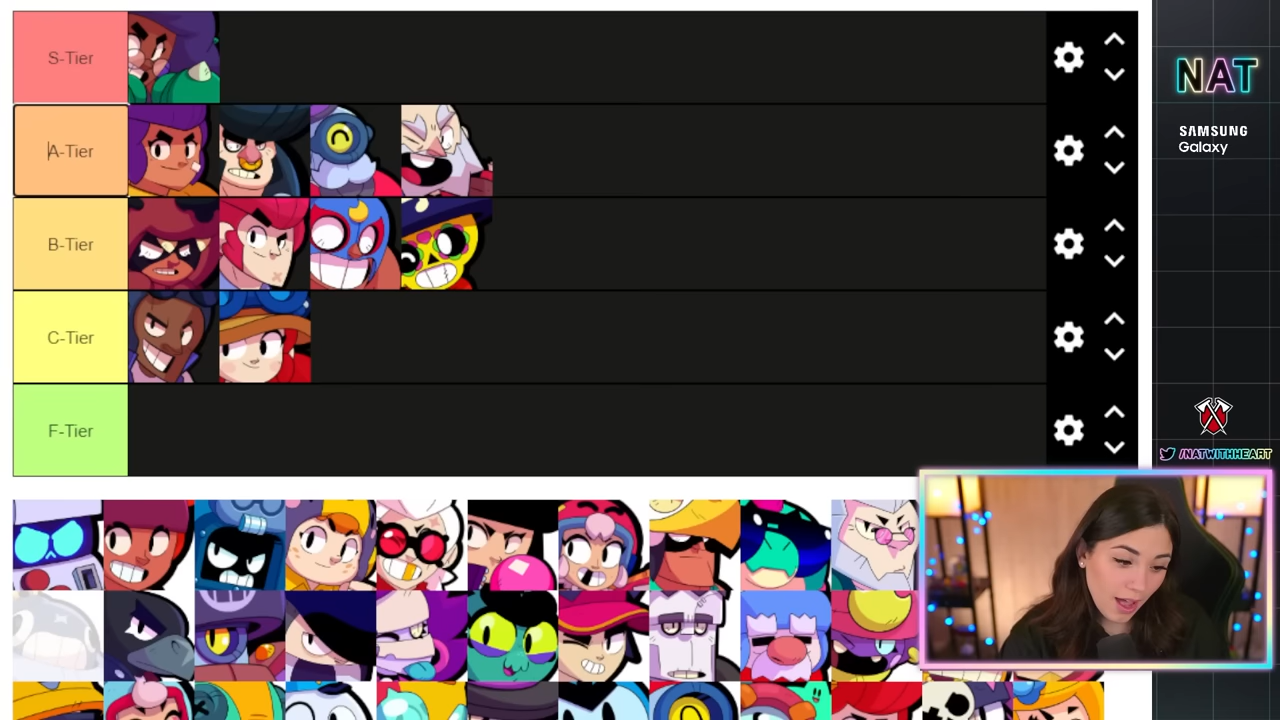 S-Tier
A-Tier
B-Tier
C-Tier
F-Tier
NAT
SAMSUNG
Galaxy
/NATWITHHEART